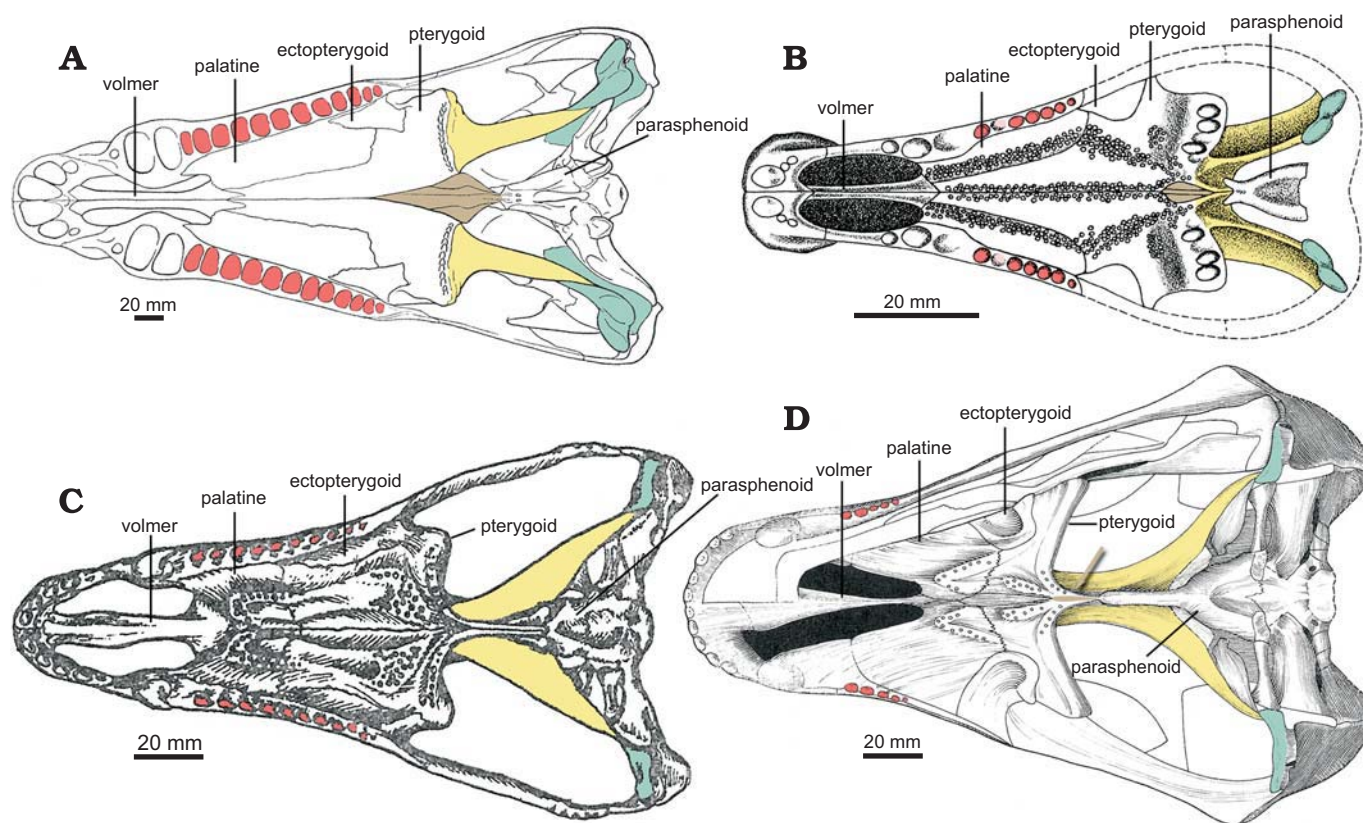 A
volmer
palatine
ectopterygoid
pterygoid
parasphenoid
20 mm
B
volmer
palatine
ectopterygoid
pterygoid
parasphenoid
20 mm
C
volmer
palatine
ectopterygoid
pterygoid
parasphenoid
20 mm
D
volmer
palatine
ectopterygoid
pterygoid
parasphenoid
20 mm